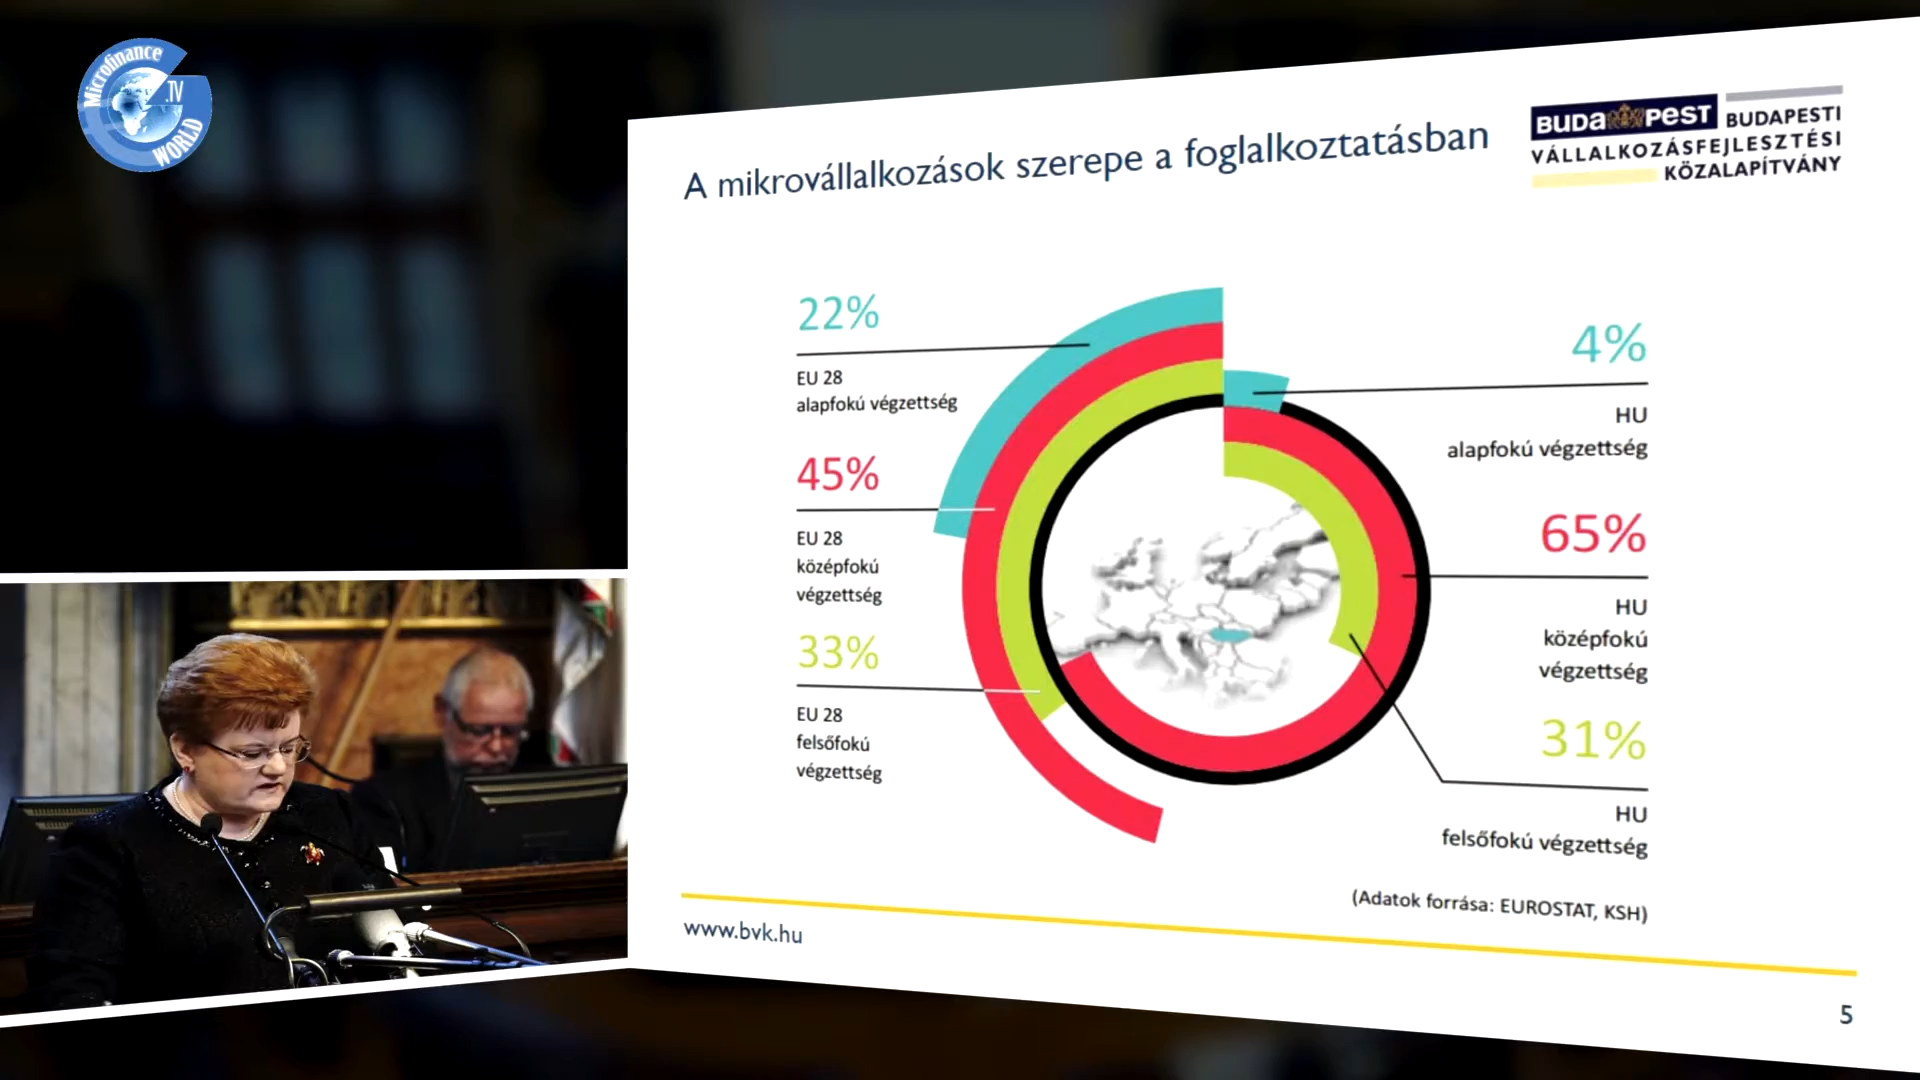 Microfinance
.TV
WORLD
A mikrovállalkozások szerepe a foglalkoztatásban
BUDAPEST
BUDAPESTI
VÁLLALKOZÁSFEJLESZTÉSI
KÖZALAPÍTVÁNY
22%
EU 28
alapfokú végzettség
45%
EU 28
középfokú
végzettség
33%
EU 28
felsőfokú
végzettség
4%
HU
alapfokú végzettség
65%
HU
középfokú
végzettség
31%
HU
felsőfokú végzettség
(Adatok forrása: EUROSTAT, KSH)
www.bvk.hu
5